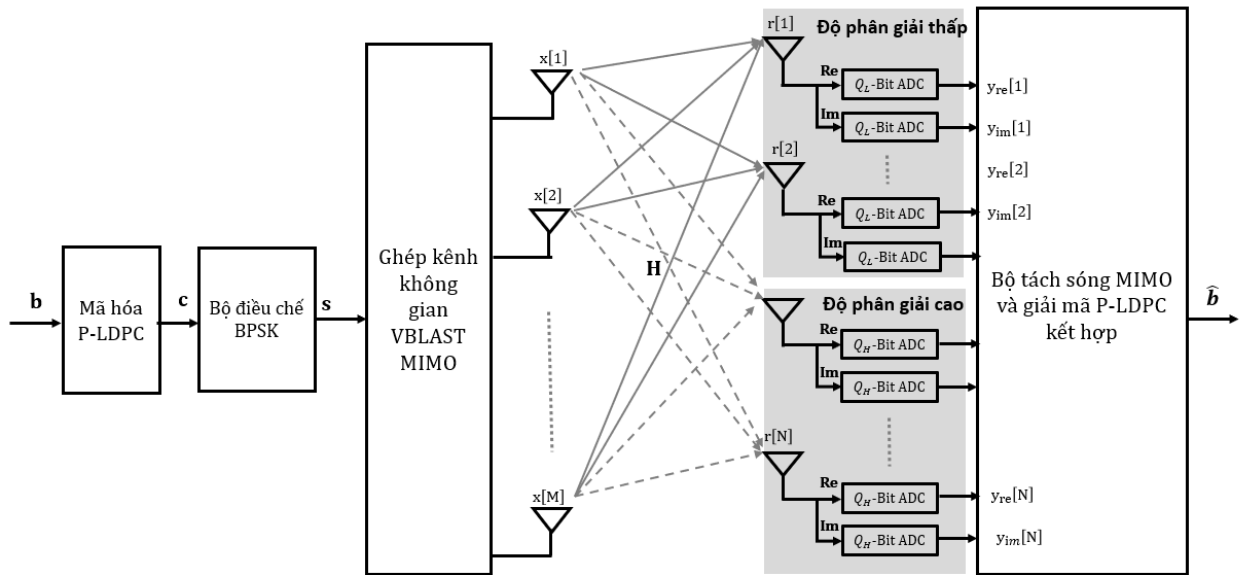 b
Mã hóa
P-LDPC
c
Bộ điều chế
BPSK
s
Ghép kênh
không
gian
VBLAST
MIMO
x[1]
x[2]
x[M]
H
r[1]
Độ phân giải thấp
Re
Q_L-Bit ADC
Im
Q_L-Bit ADC
r[2]
Re
Q_L-Bit ADC
Im
Q_L-Bit ADC
Độ phân giải cao
Re
Q_H-Bit ADC
Im
Q_H-Bit ADC
r[N]
Re
Q_H-Bit ADC
Im
Q_H-Bit ADC
y_re[1]
y_im[1]
y_re[2]
y_im[2]
Bộ tách sóng MIMO
và giải mã P-LDPC
kết hợp
y_re[N]
y_im[N]
b̂